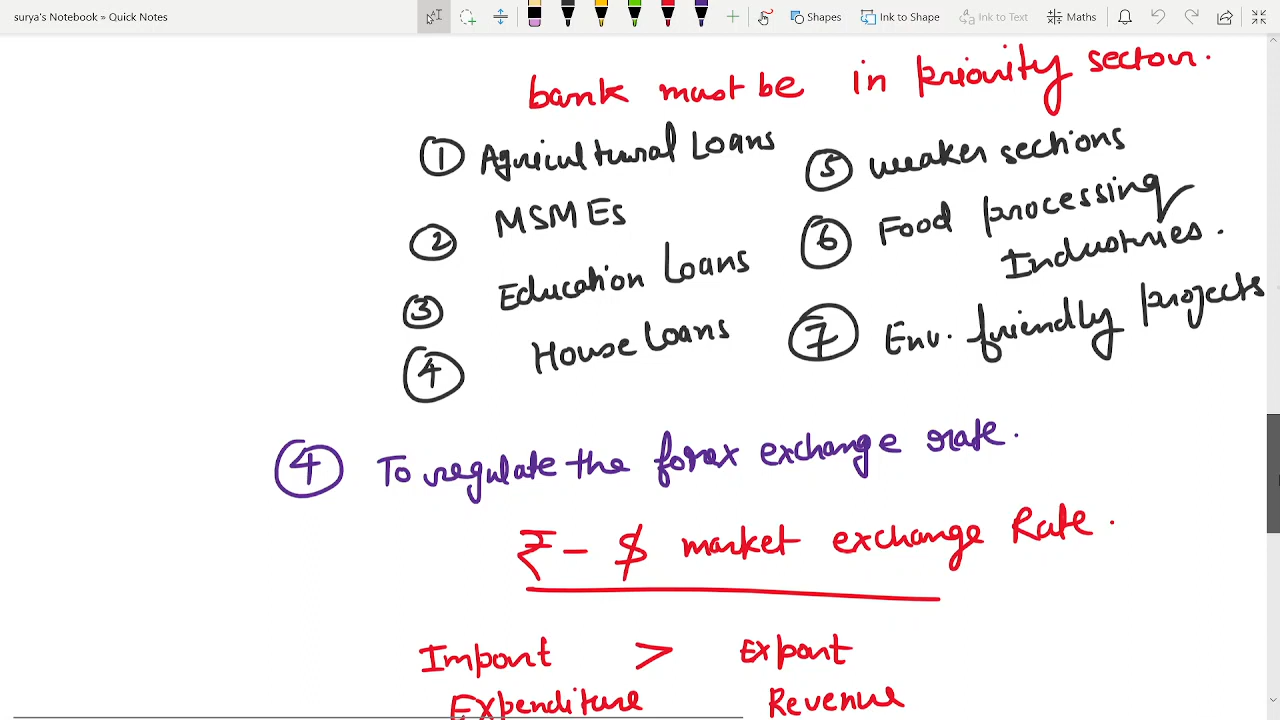 surya's Notebook » Quick Notes
Shapes Ink to Shape Ink to Text Maths
bank must be in priority sector.
① Agricultural Loans
② MSMEs
③ Education Loans
④ House Loans
⑤ weaker sections
⑥ Food processing
Industries.
⑦ Env. friendly projects
④ To regulate the forex exchange rate.
₹ - $ market exchange Rate.
Import > Export
Expenditure Revenue